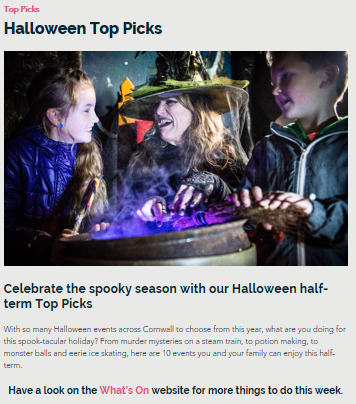 Top Picks
Halloween Top Picks
Celebrate the spooky season with our Halloween half-
term Top Picks
With so many Halloween events across Cornwall to choose from this year, what are you doing for
this spook-tacular holiday? From murder mysteries on a steam train, to potion making, to
monster balls and eerie ice skating, here are 10 events you and your family can enjoy this half-
term.
Have a look on the What's On website for more things to do this week.